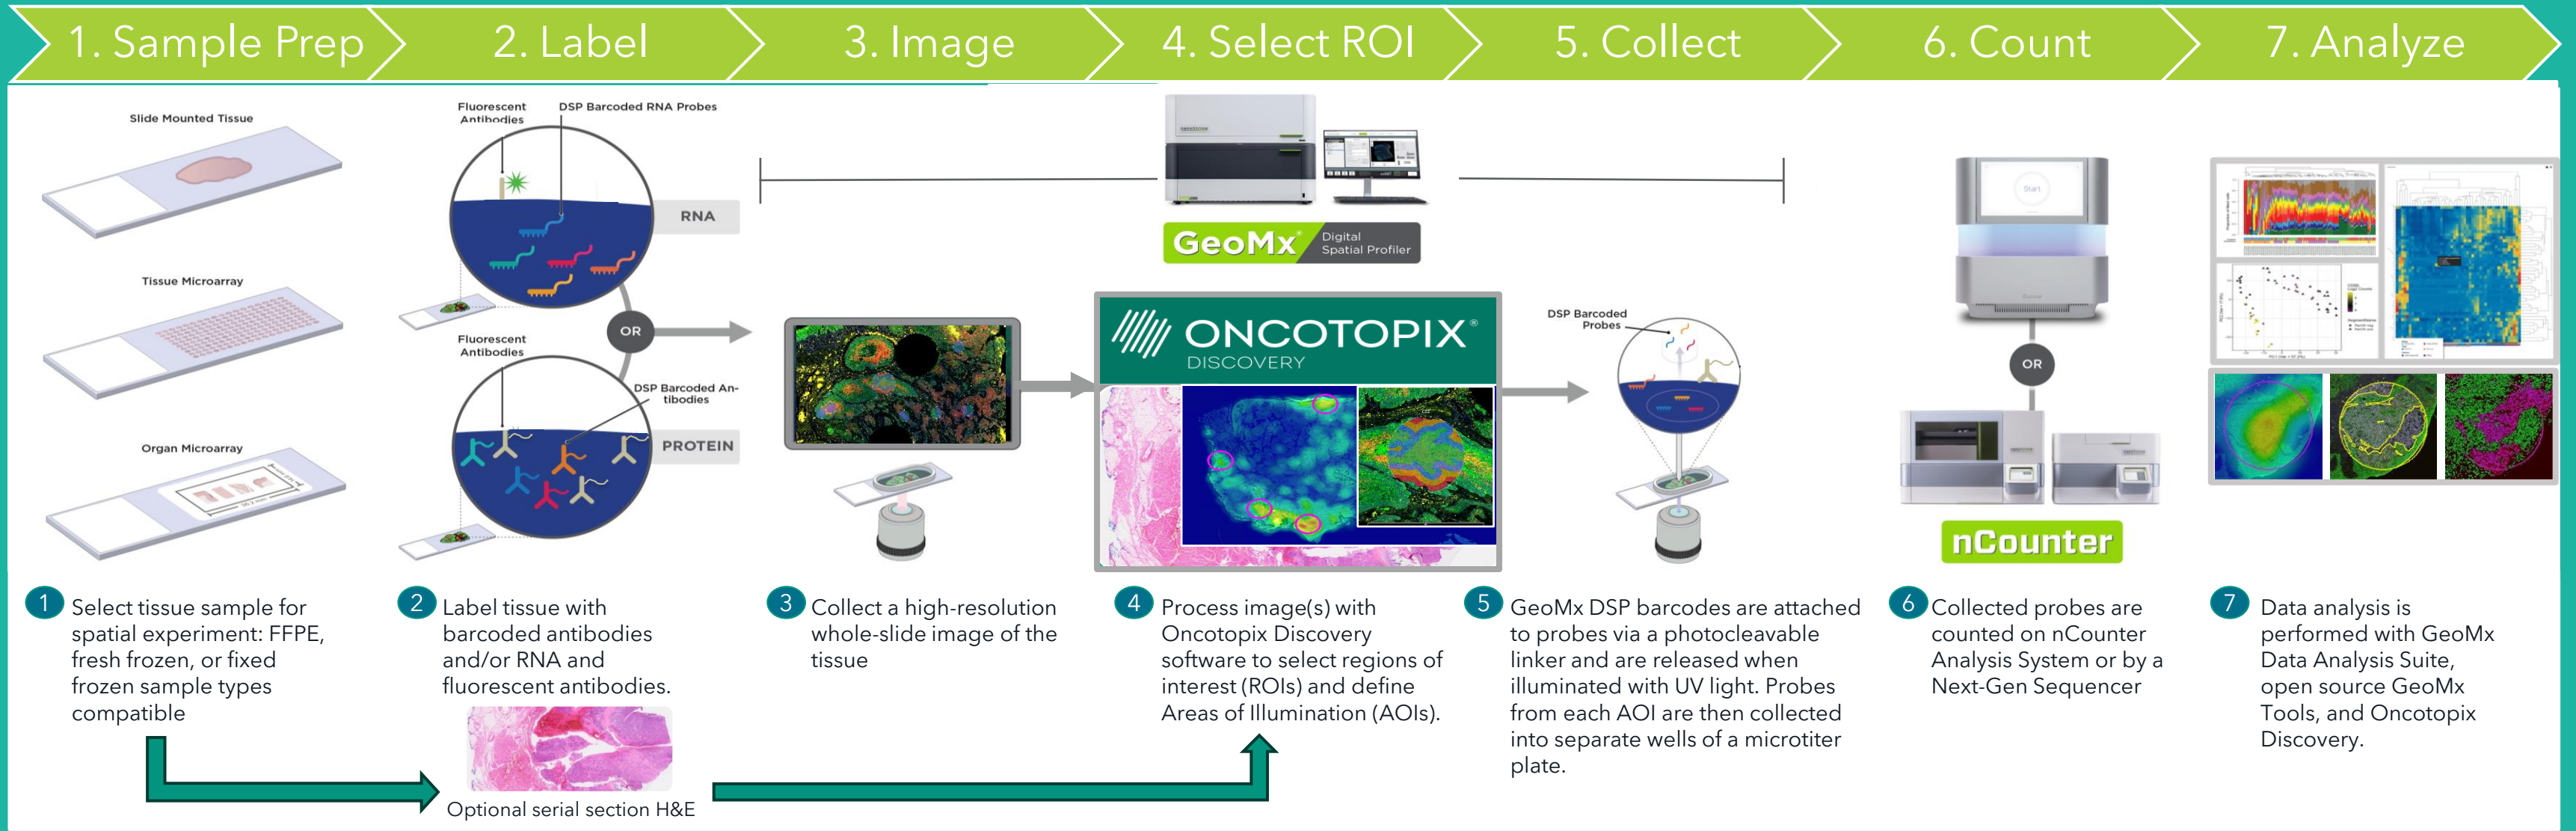 1. Sample Prep
2. Label
3. Image
4. Select ROI
5. Collect
6. Count
7. Analyze
Slide Mounted Tissue
Tissue Microarray
Organ Microarray
Fluorescent
Antibodies
DSP Barcoded RNA Probes
RNA
OR
Fluorescent
Antibodies
DSP Barcoded An-
tibodies
PROTEIN
GeoMx®
Digital
Spatial Profiler
ONCOTOPIX®
DISCOVERY
DSP Barcoded
Probes
Start
OR
nCounter
1
Select tissue sample for
spatial experiment: FFPE,
fresh frozen, or fixed
frozen sample types
compatible
2
Label tissue with
barcoded antibodies
and/or RNA and
fluorescent antibodies.
Optional serial section H&E
3
Collect a high-resolution
whole-slide image of the
tissue
4
Process image(s) with
Oncotopix Discovery
software to select regions of
interest (ROIs) and define
Areas of Illumination (AOIs).
5
GeoMx DSP barcodes are attached
to probes via a photocleavable
linker and are released when
illuminated with UV light. Probes
from each AOI are then collected
into separate wells of a microtiter
plate.
6
Collected probes are
counted on nCounter
Analysis System or by a
Next-Gen Sequencer
7
Data analysis is
performed with GeoMx
Data Analysis Suite,
open source GeoMx
Tools, and Oncotopix
Discovery.